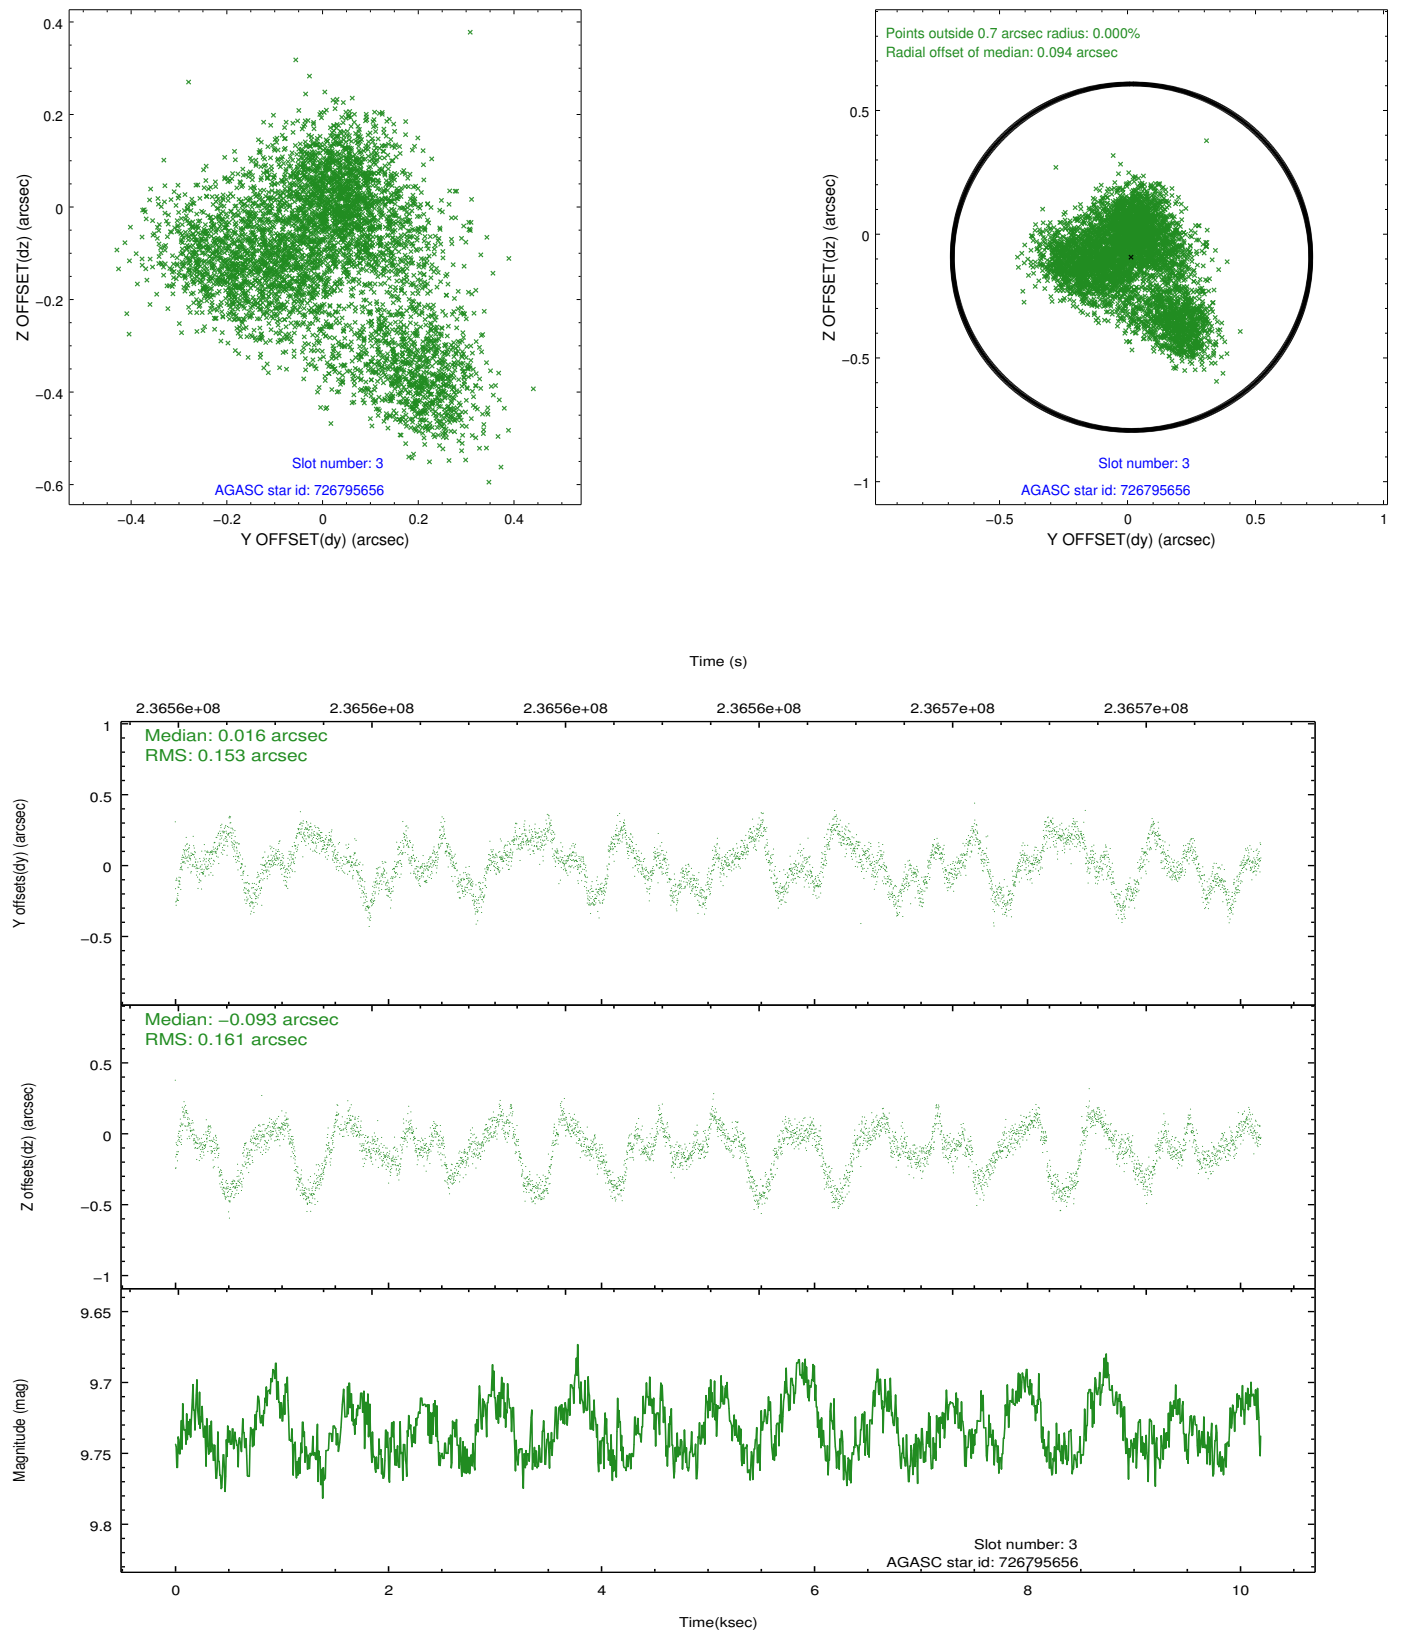 0.4
0.2
0
−0.2
−0.4
−0.6
Z OFFSET(dz) (arcsec)
Slot number: 3
AGASC star id: 726795656
−0.4 −0.2 0 0.2 0.4
Y OFFSET(dy) (arcsec)
Points outside 0.7 arcsec radius: 0.000%
Radial offset of median: 0.094 arcsec
0.5
0
−0.5
−1
Z OFFSET(dz) (arcsec)
Slot number: 3
AGASC star id: 726795656
−0.5 0 0.5 1
Y OFFSET(dy) (arcsec)
Time (s)
2.3656e+08 2.3656e+08 2.3656e+08 2.3656e+08 2.3657e+08 2.3657e+08
Median: 0.016 arcsec
RMS: 0.153 arcsec
1
0.5
0
−0.5
Y offsets(dy) (arcsec)
Median: −0.093 arcsec
RMS: 0.161 arcsec
0.5
0
−0.5
−1
Z offsets(dz) (arcsec)
9.65
9.7
9.75
9.8
Magnitude (mag)
Slot number: 3
AGASC star id: 726795656
0 2 4 6 8 10
Time(ksec)